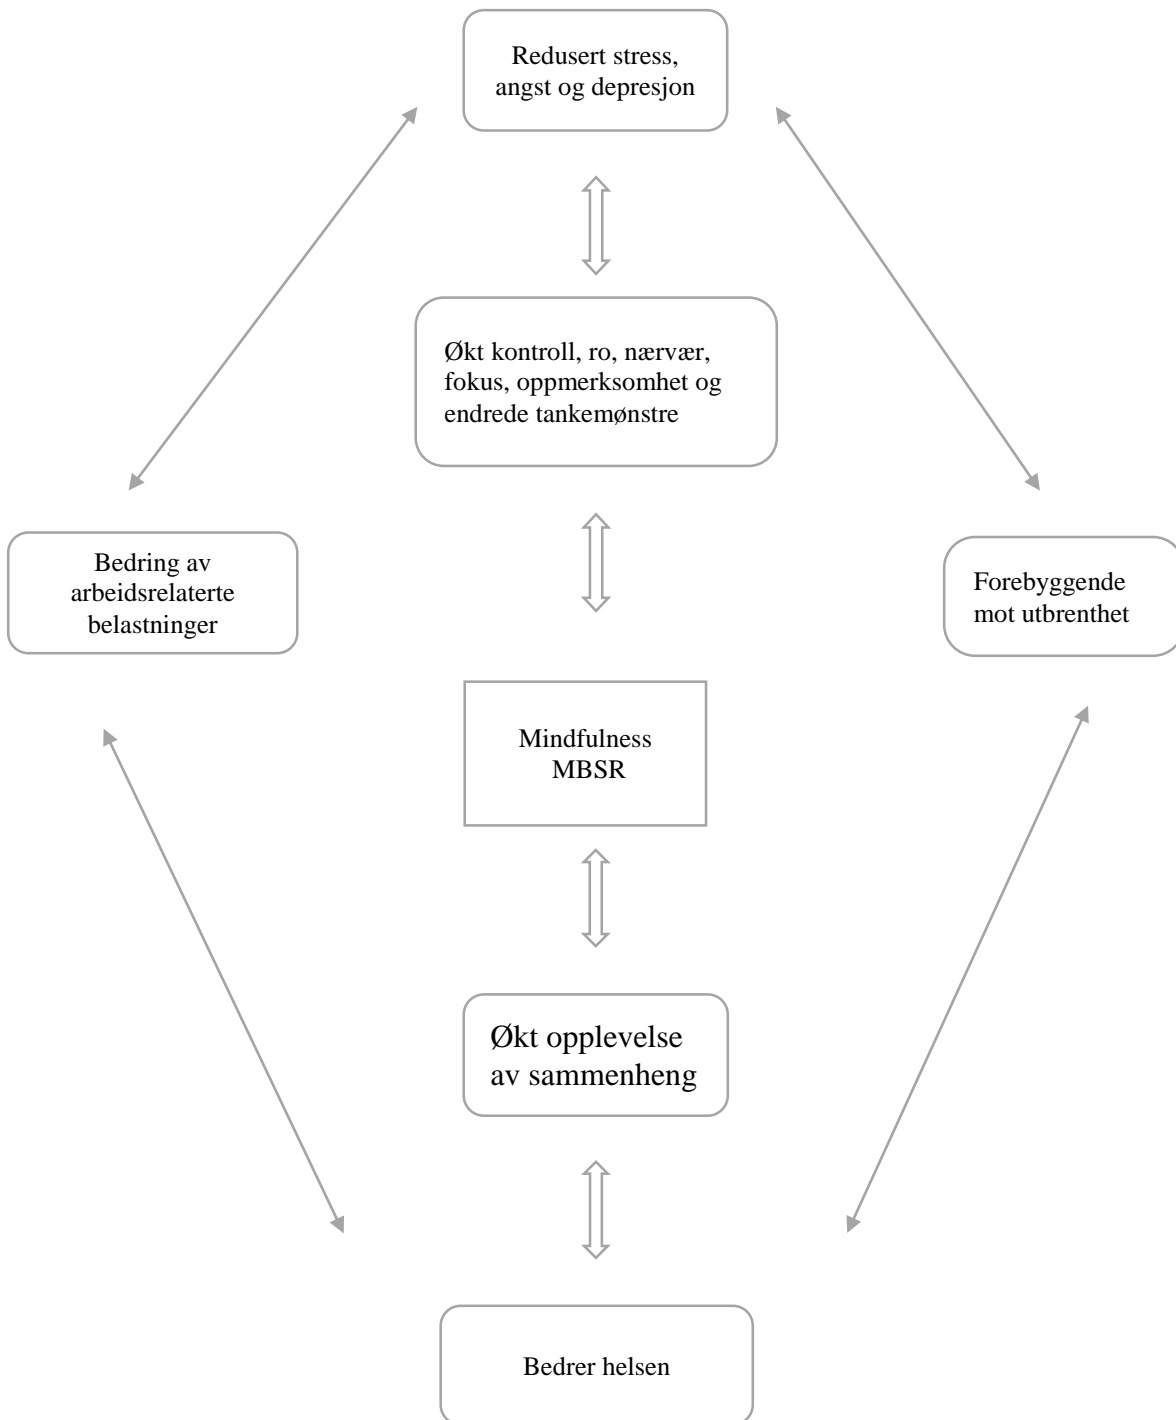 Redusert stress,
angst og depresjon
Økt kontroll, ro, nærvær,
fokus, oppmerksomhet og
endrede tankemønstre
Bedring av
arbeidsrelaterte
belastninger
Forebyggende
mot utbrenthet
Mindfulness
MBSR
Økt opplevelse
av sammenheng
Bedrer helsen